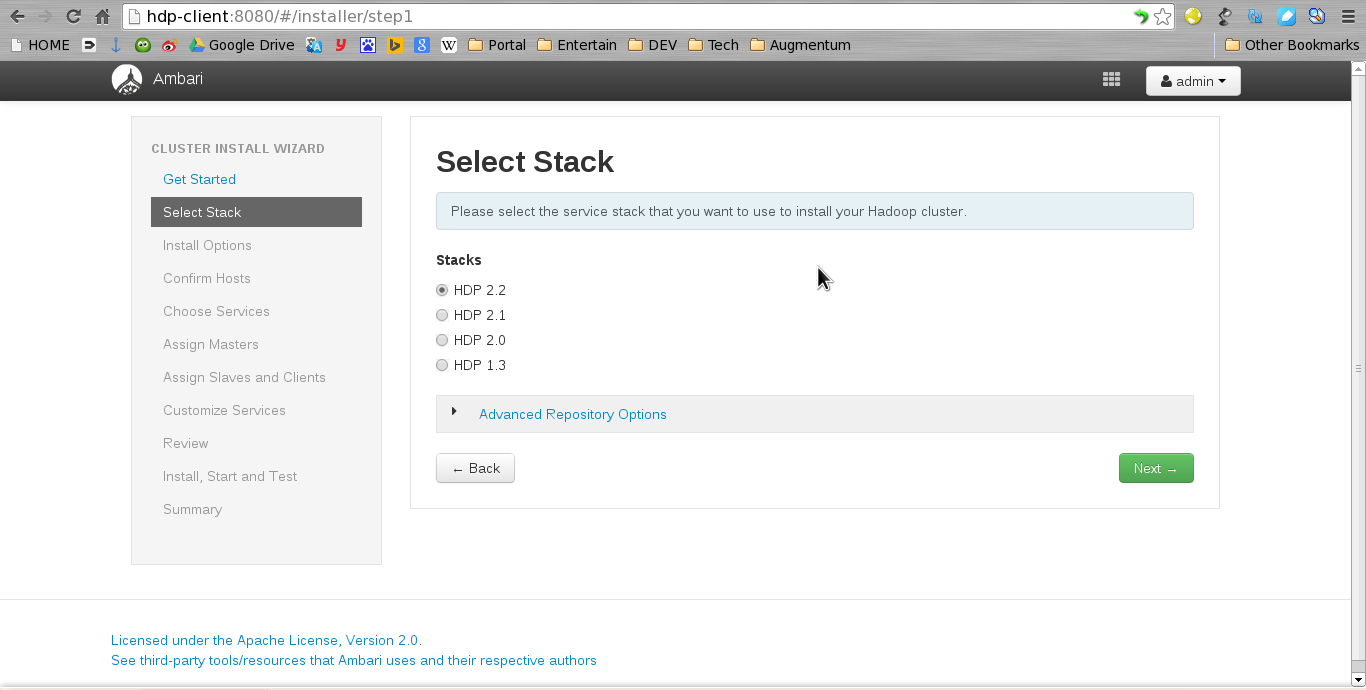 hdp-client:8080/#/installer/step1
HOME Google Drive Portal Entertain DEV Tech Augmentum Other Bookmarks
Ambari admin
CLUSTER INSTALL WIZARD
Get Started
Select Stack
Install Options
Confirm Hosts
Choose Services
Assign Masters
Assign Slaves and Clients
Customize Services
Review
Install, Start and Test
Summary
Select Stack
Please select the service stack that you want to use to install your Hadoop cluster.
Stacks
HDP 2.2
HDP 2.1
HDP 2.0
HDP 1.3
Advanced Repository Options
← Back Next →
Licensed under the Apache License, Version 2.0.
See third-party tools/resources that Ambari uses and their respective authors